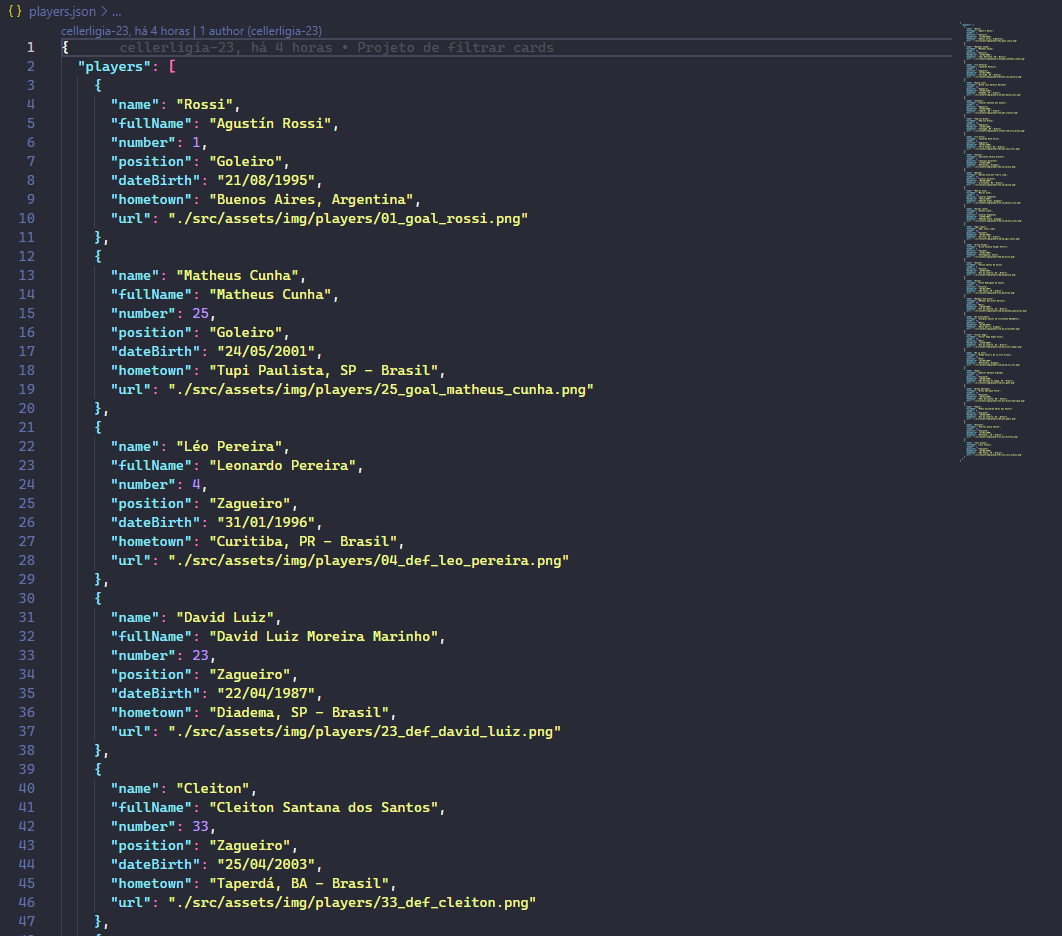 {} players.json > ...
cellerligia-23, há 4 horas | 1 author (cellerligia-23)
1 { cellerligia-23, há 4 horas • Projeto de filtrar cards
2 "players": [
3 {
4 "name": "Rossi",
5 "fullName": "Agustín Rossi",
6 "number": 1,
7 "position": "Goleiro",
8 "dateBirth": "21/08/1995",
9 "hometown": "Buenos Aires, Argentina",
10 "url": "./src/assets/img/players/01_goal_rossi.png"
11 },
12 {
13 "name": "Matheus Cunha",
14 "fullName": "Matheus Cunha",
15 "number": 25,
16 "position": "Goleiro",
17 "dateBirth": "24/05/2001",
18 "hometown": "Tupi Paulista, SP - Brasil",
19 "url": "./src/assets/img/players/25_goal_matheus_cunha.png"
20 },
21 {
22 "name": "Léo Pereira",
23 "fullName": "Leonardo Pereira",
24 "number": 4,
25 "position": "Zagueiro",
26 "dateBirth": "31/01/1996",
27 "hometown": "Curitiba, PR - Brasil",
28 "url": "./src/assets/img/players/04_def_leo_pereira.png"
29 },
30 {
31 "name": "David Luiz",
32 "fullName": "David Luiz Moreira Marinho",
33 "number": 23,
34 "position": "Zagueiro",
35 "dateBirth": "22/04/1987",
36 "hometown": "Diadema, SP - Brasil",
37 "url": "./src/assets/img/players/23_def_david_luiz.png"
38 },
39 {
40 "name": "Cleiton",
41 "fullName": "Cleiton Santana dos Santos",
42 "number": 33,
43 "position": "Zagueiro",
44 "dateBirth": "25/04/2003",
45 "hometown": "Taperdá, BA - Brasil",
46 "url": "./src/assets/img/players/33_def_cleiton.png"
47 },